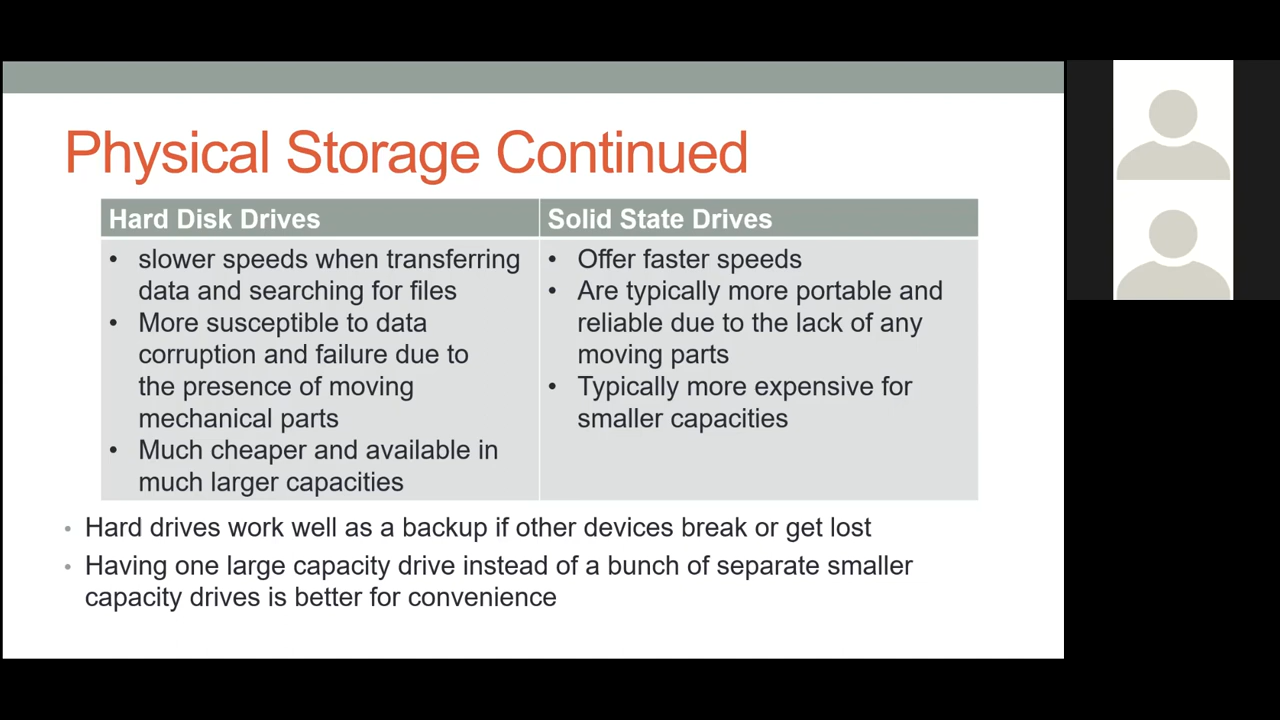 Physical Storage Continued
Hard Disk Drives
• slower speeds when transferring
data and searching for files
• More susceptible to data
corruption and failure due to
the presence of moving
mechanical parts
• Much cheaper and available in
much larger capacities
Solid State Drives
• Offer faster speeds
• Are typically more portable and
reliable due to the lack of any
moving parts
• Typically more expensive for
smaller capacities
• Hard drives work well as a backup if other devices break or get lost
• Having one large capacity drive instead of a bunch of separate smaller
capacity drives is better for convenience